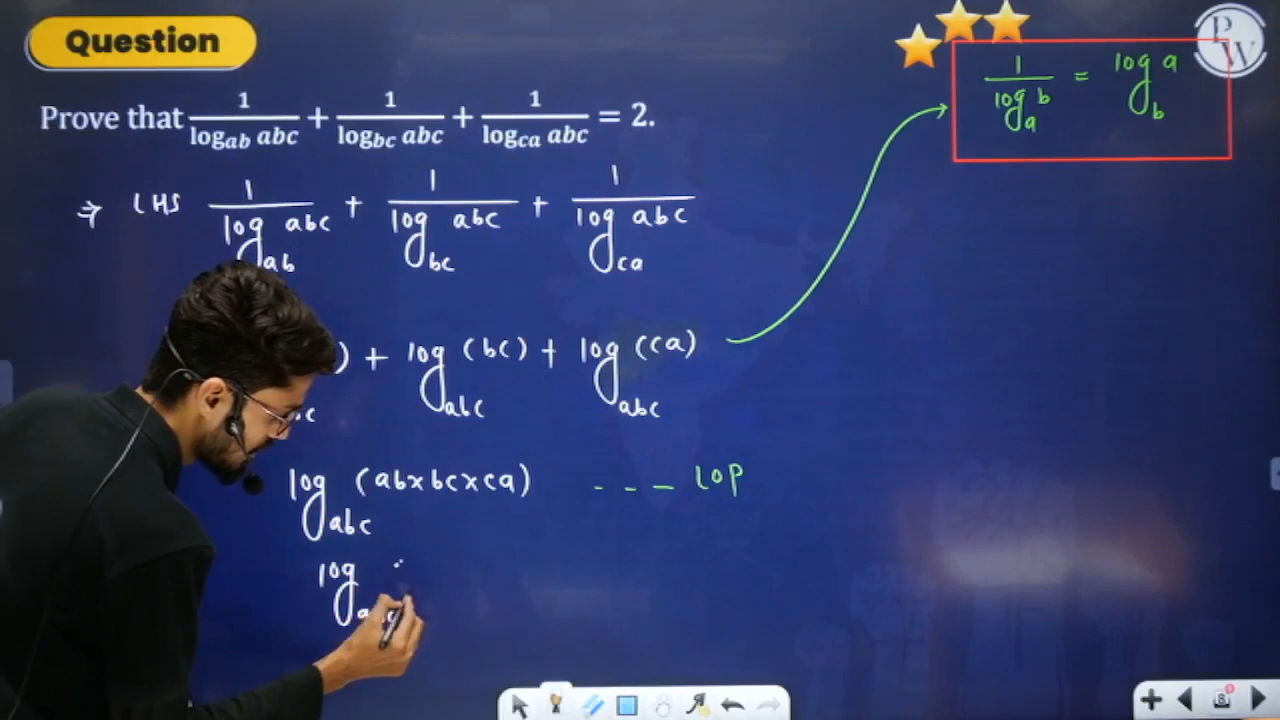 Question
PW
1/log_a b = log_b a
Prove that 1/log_ab abc + 1/log_bc abc + 1/log_ca abc = 2.
⇒ LHS 1/log_ab abc + 1/log_bc abc + 1/log_ca abc
) + log_abc (bc) + log_abc (ca)
log_abc (ab×bc×ca) - - - LOP
log
8